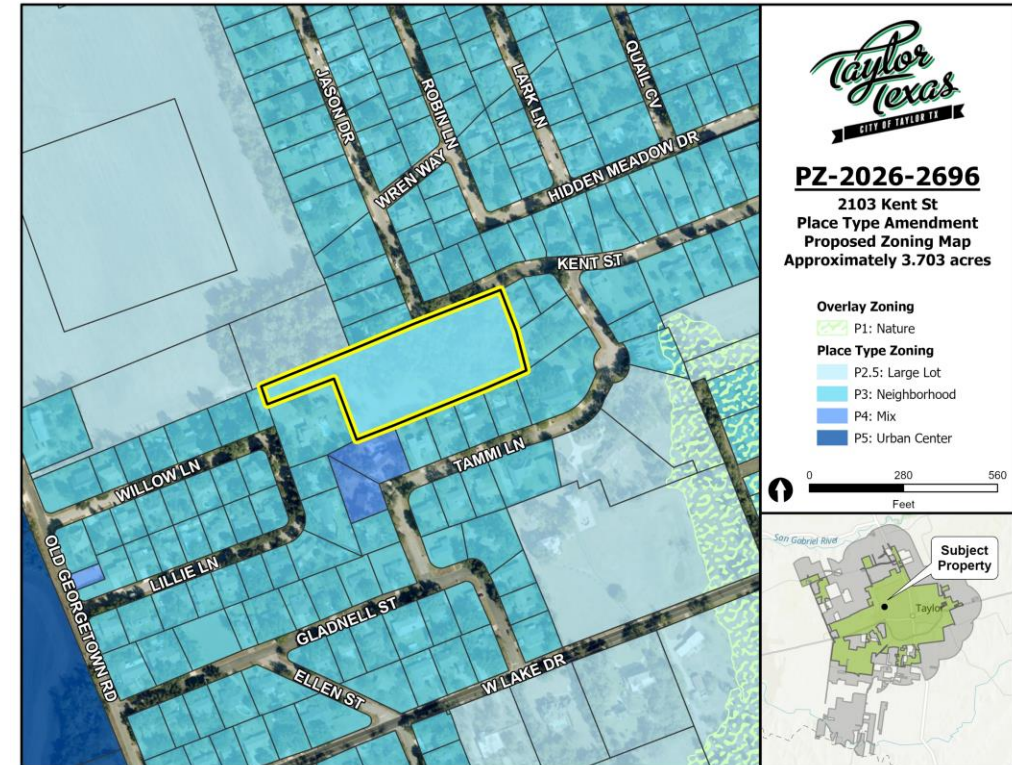 JASON DR
ROBIN LN
LARK LN
QUAIL CV
WREN WAY
HIDDEN MEADOW DR
KENT ST
WILLOW LN
TAMMI LN
LILLIE LN
OLD GEORGETOWN RD
GLADNELL ST
ELLEN ST
W LAKE DR
Taylor
Texas
CITY OF TAYLOR TX
PZ-2026-2696
2103 Kent St
Place Type Amendment
Proposed Zoning Map
Approximately 3.703 acres
Overlay Zoning
P1: Nature
Place Type Zoning
P2.5: Large Lot
P3: Neighborhood
P4: Mix
P5: Urban Center
0 280 560
Feet
San Gabriel River
Subject
Property
Taylor